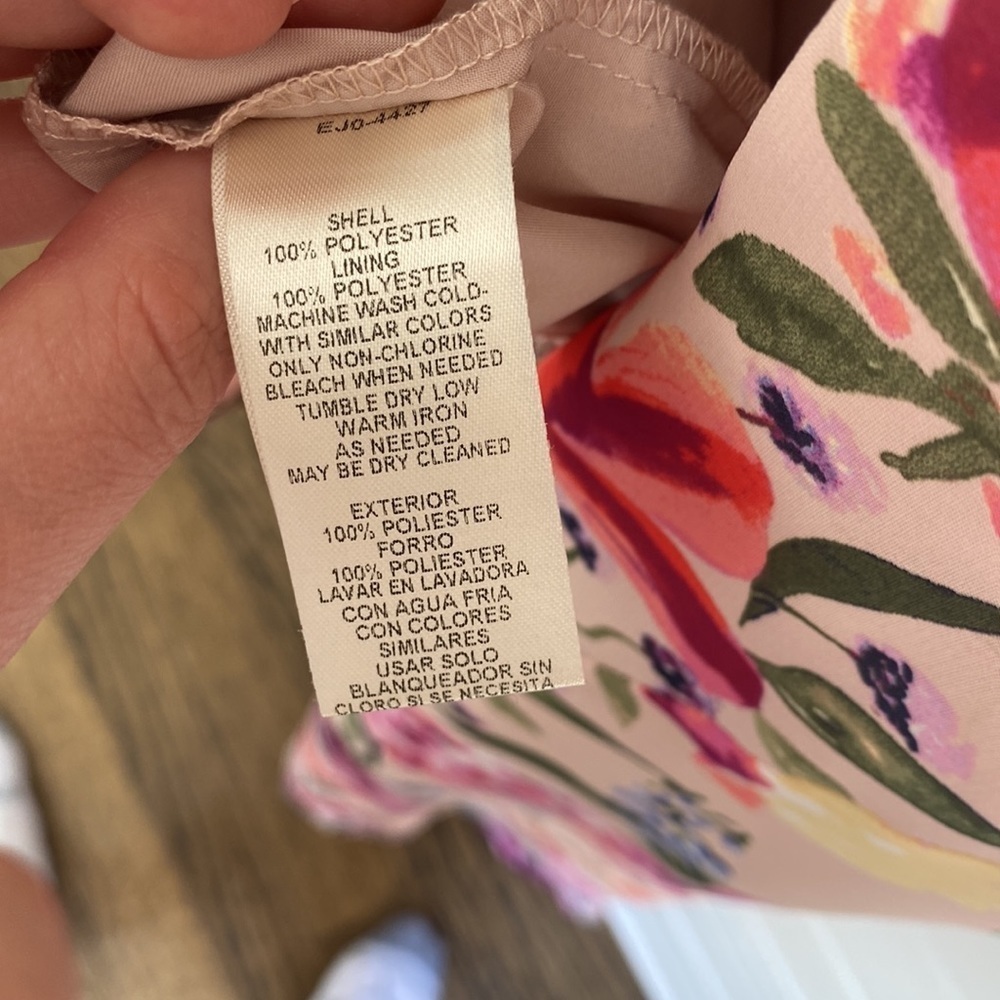 EJ0-4427
SHELL
100% POLYESTER
LINING
100% POLYESTER
MACHINE WASH COLD-
WITH SIMILAR COLORS
ONLY NON-CHLORINE
BLEACH WHEN NEEDED
TUMBLE DRY LOW
WARM IRON
AS NEEDED
MAY BE DRY CLEANED
EXTERIOR
100% POLIESTER
FORRO
100% POLIESTER
LAVAR EN LAVADORA
CON AGUA FRIA
CON COLORES
SIMILARES
USAR SOLO
BLANQUEADOR SIN
CLORO SI SE NECESITA